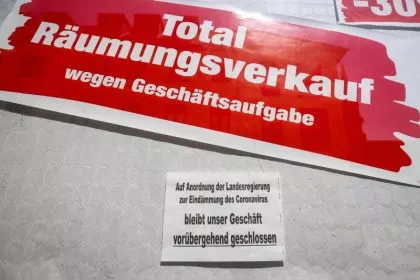 Total
Räumungsverkauf
wegen Geschäftsaufgabe
-30
Auf Anordnung der Landesregierung
zur Eindämmung des Coronavirus
bleibt unser Geschäft
vorübergehend geschlossen